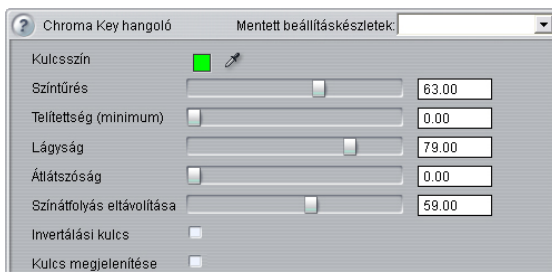 ? Chroma Key hangoló Mentett beállításkészletek:
Kulcsszín
Színtűrés 63.00
Telítettség (minimum) 0.00
Lágyság 79.00
Átlátszóság 0.00
Színátfolyás eltávolítása 59.00
Invertálási kulcs
Kulcs megjelenítése